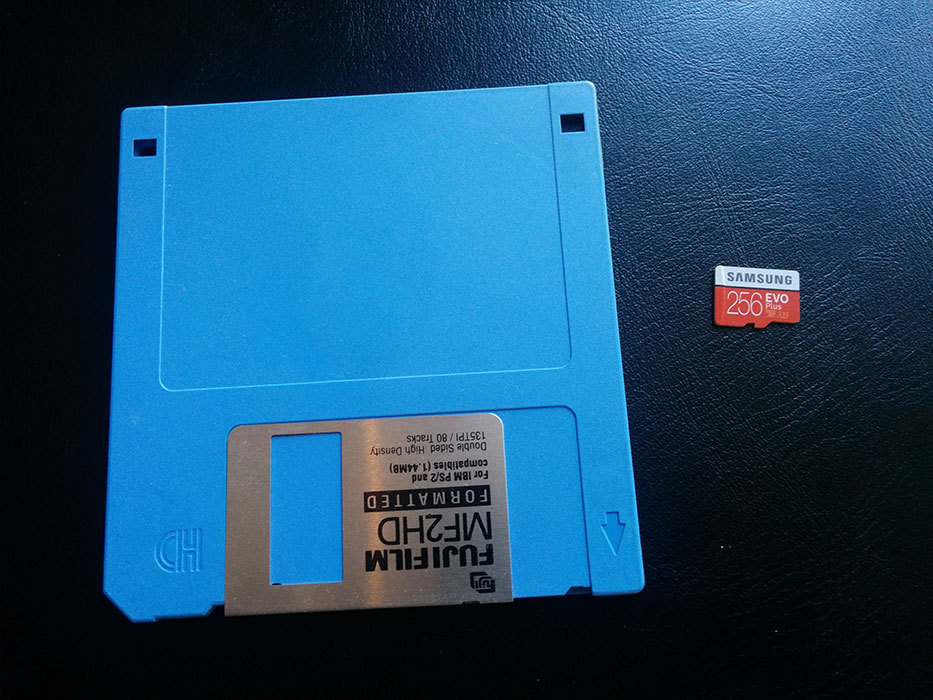 FUJI
FUJIFILM
MF2HD
FORMATTED
For IBM PS/2 and
compatibles (1.44MB)
Double Sided High Density
135TPI / 80 Tracks
HD
SAMSUNG
256 EVO
Plus